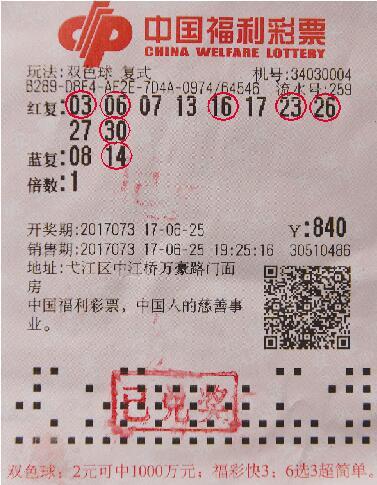 中国福利彩票
CHINA WELFARE LOTTERY
玩法:双色球 复式 机号:34030004
B269-D8F4-AE2E-7D4A-0974/64546 流水号:259
红复:03 06 07 13 16 17 23 26
27 30
蓝复:08 14
倍数:1
开奖期:2017073 17-06-25 ¥:840
销售期:2017073 17-06-25 19:25:16 30510486
地址:弋江区中江桥万豪路门面
房
中国福利彩票,中国人的慈善事
业。
已兑奖
双色球:2元可中1000万元;福彩快3:6选3超简单。